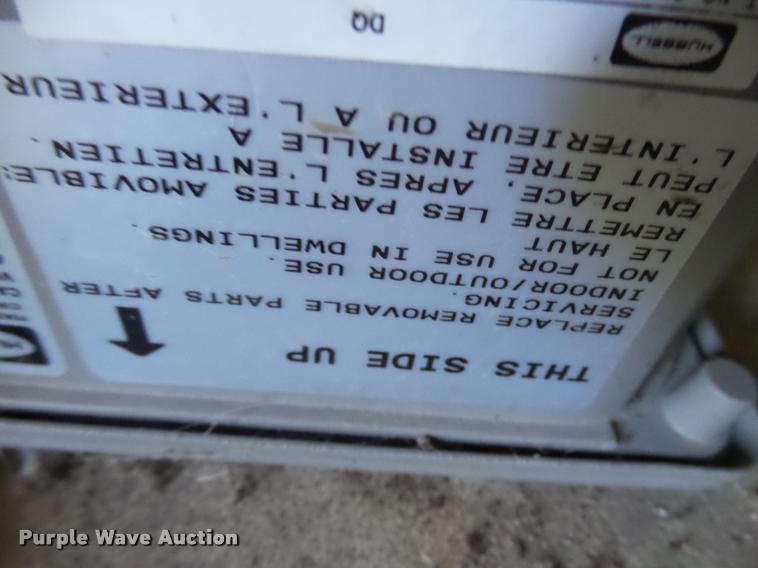 THIS SIDE UP
REPLACE REMOVABLE PARTS AFTER
SERVICING.
INDOOR/OUTDOOR USE.
NOT FOR USE IN DWELLINGS.
LE HAUT
REMETTRE LES PARTIES AMOVIBLE:
EN PLACE, APRES L'ENTRETIEN.
PEUT ETRE INSTALLE A
L'INTERIEUR OU A L'EXTERIEUR
HUBBELL
DQ
Purple Wave Auction